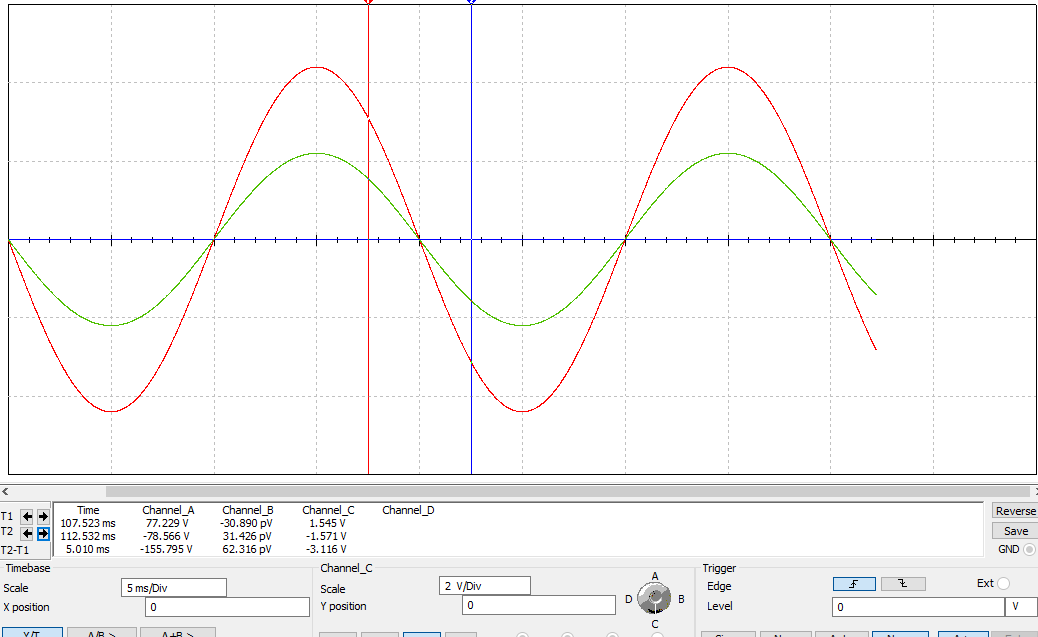 Time Channel_A Channel_B Channel_C Channel_D
T1 107.523 ms 77.229 V -30.890 pV 1.545 V
T2 112.532 ms -78.566 V 31.426 pV -1.571 V
T2-T1 5.010 ms -155.795 V 62.316 pV -3.116 V
Reverse
Save
GND
Timebase
Scale 5 ms/Div
X position 0
Channel_C
Scale 2 V/Div
Y position 0
A
D B
C
Trigger
Edge Ext
Level 0 V
Y/T A/B > A+B >